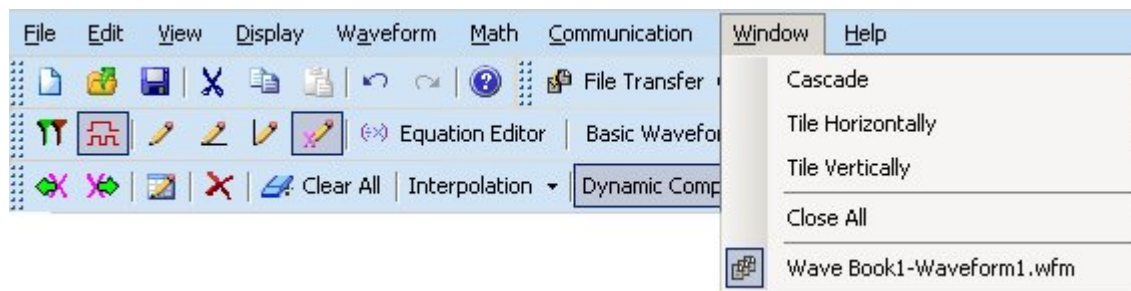 File Edit View Display Waveform Math Communication Window Help
File Transfer
Equation Editor Basic Wavefo
Clear All Interpolation Dynamic Comp
Cascade
Tile Horizontally
Tile Vertically
Close All
Wave Book1-Waveform1.wfm